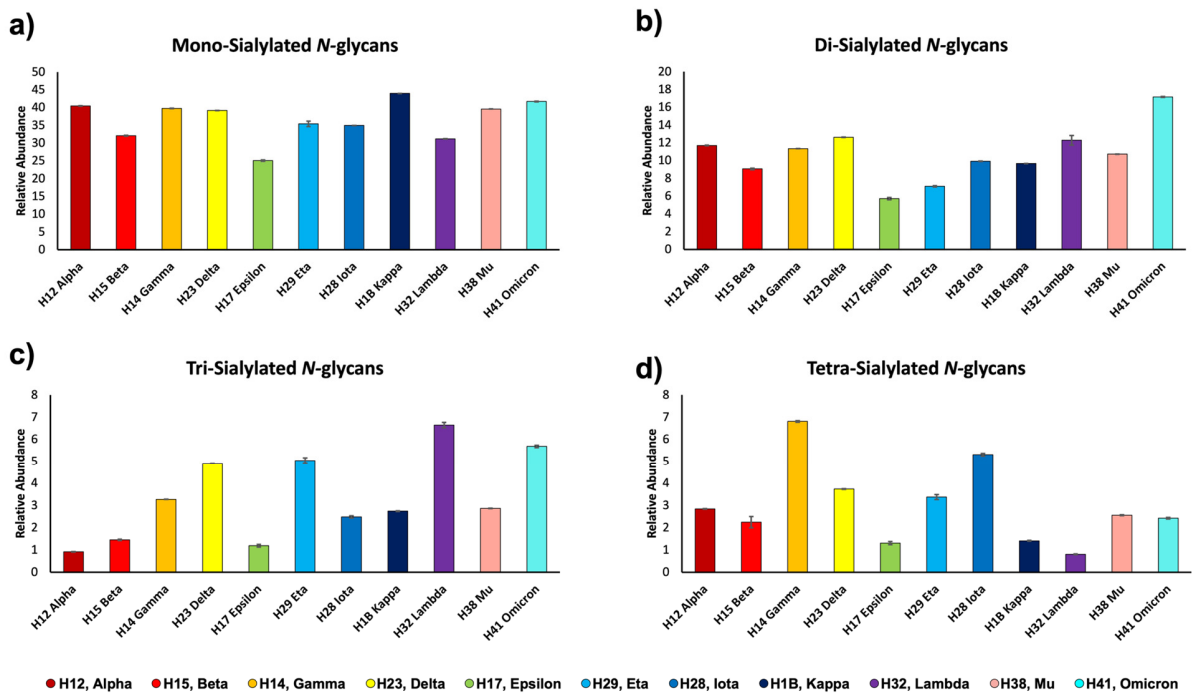 a)
Mono-Sialylated N-glycans
Relative Abundance
50
45
40
35
30
25
20
15
10
5
0
H12 Alpha
H15 Beta
H14 Gamma
H23 Delta
H17 Epsilon
H29 Eta
H28 Iota
H1B Kappa
H32 Lambda
H38 Mu
H41 Omicron
b)
Di-Sialylated N-glycans
Relative Abundance
20
18
16
14
12
10
8
6
4
2
0
H12 Alpha
H15 Beta
H14 Gamma
H23 Delta
H17 Epsilon
H29 Eta
H28 Iota
H1B Kappa
H32 Lambda
H38 Mu
H41 Omicron
c)
Tri-Sialylated N-glycans
Relative Abundance
8
7
6
5
4
3
2
1
0
H12 Alpha
H15 Beta
H14 Gamma
H23 Delta
H17 Epsilon
H29 Eta
H28 Iota
H1B Kappa
H32 Lambda
H38 Mu
H41 Omicron
d)
Tetra-Sialylated N-glycans
Relative Abundance
8
7
6
5
4
3
2
1
0
H12 Alpha
H15 Beta
H14 Gamma
H23 Delta
H17 Epsilon
H29 Eta
H28 Iota
H1B Kappa
H32 Lambda
H38 Mu
H41 Omicron
H12, Alpha H15, Beta H14, Gamma H23, Delta H17, Epsilon H29, Eta H28, Iota H1B, Kappa H32, Lambda H38, Mu H41, Omicron